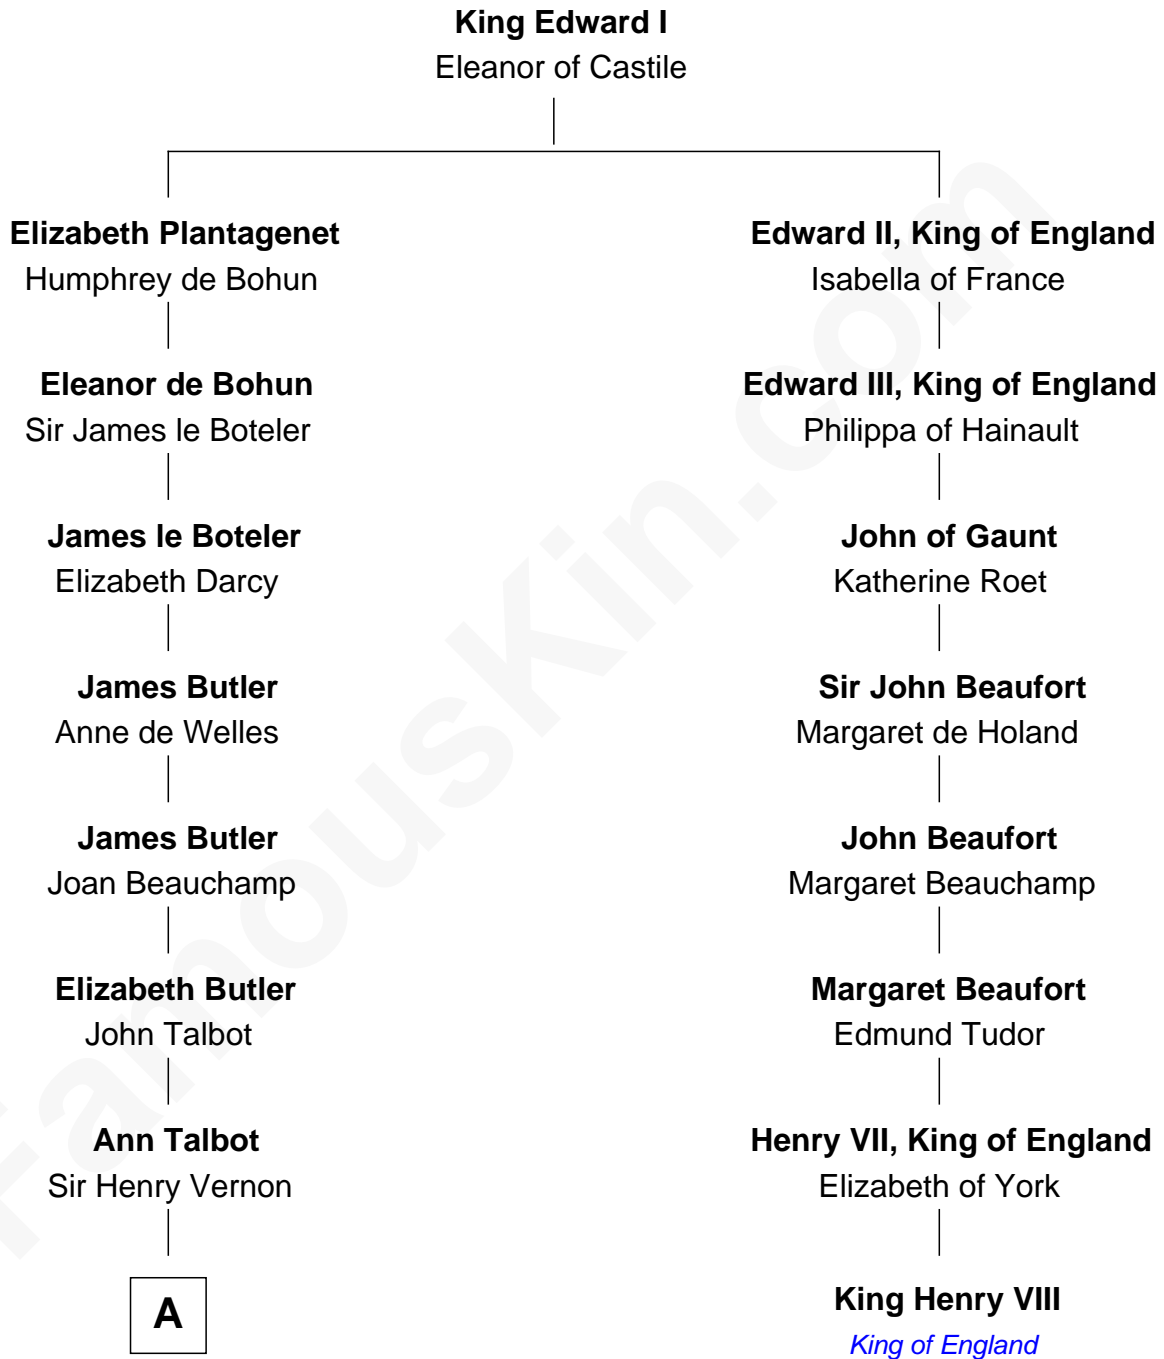 King Edward I
Eleanor of Castile
Elizabeth Plantagenet
Humphrey de Bohun
Edward II, King of England
Isabella of France
Eleanor de Bohun
Sir James le Boteler
Edward III, King of England
Philippa of Hainault
James le Boteler
Elizabeth Darcy
John of Gaunt
Katherine Roet
James Butler
Anne de Welles
Sir John Beaufort
Margaret de Holand
James Butler
Joan Beauchamp
John Beaufort
Margaret Beauchamp
Elizabeth Butler
John Talbot
Margaret Beaufort
Edmund Tudor
Ann Talbot
Sir Henry Vernon
Henry VII, King of England
Elizabeth of York
A
King Henry VIII
King of England
FamousKin.com